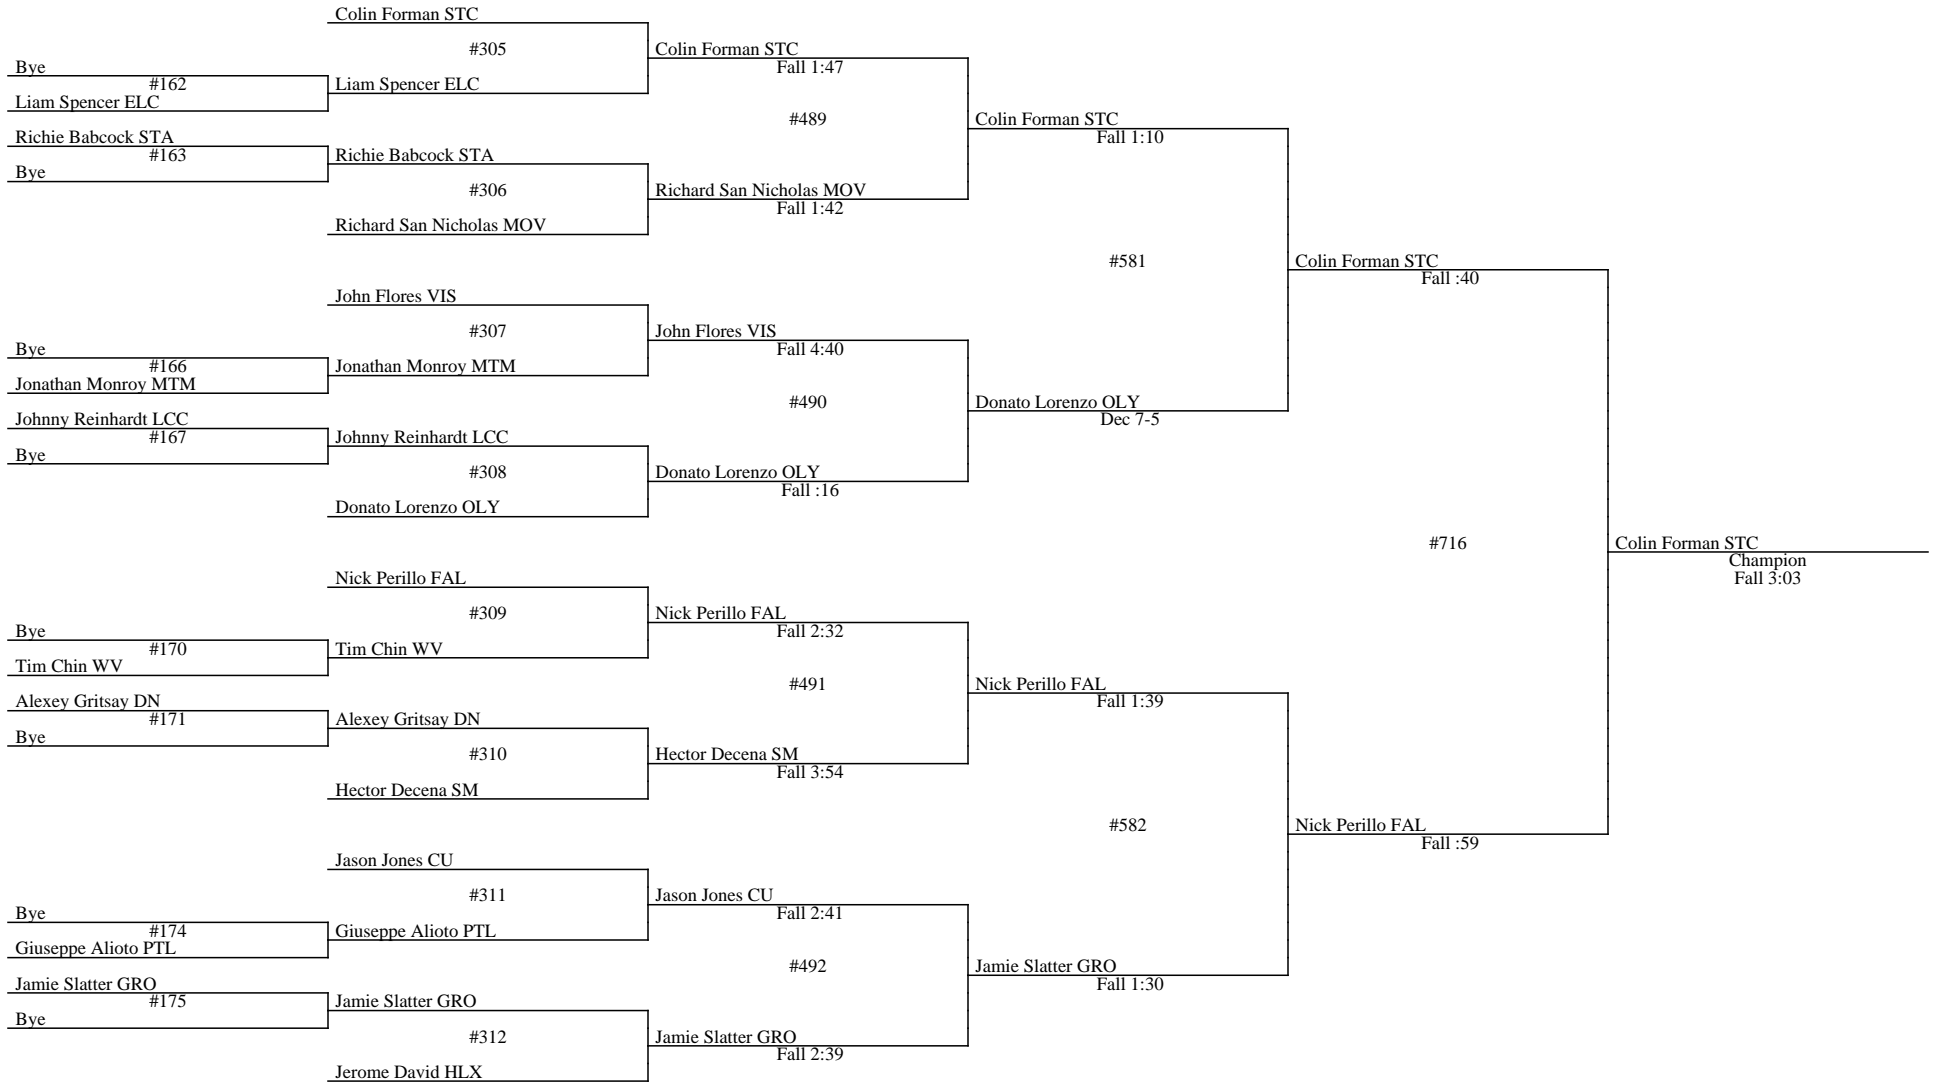 Colin Forman STC
#305
Colin Forman STC
Fall 1:47
Bye
#162
Liam Spencer ELC
Liam Spencer ELC
#489
Colin Forman STC
Fall 1:10
Richie Babcock STA
#163
Richie Babcock STA
Bye
#306
Richard San Nicholas MOV
Fall 1:42
Richard San Nicholas MOV
#581
Colin Forman STC
Fall :40
John Flores VIS
#307
John Flores VIS
Fall 4:40
Bye
#166
Jonathan Monroy MTM
Jonathan Monroy MTM
#490
Donato Lorenzo OLY
Dec 7-5
Johnny Reinhardt LCC
#167
Johnny Reinhardt LCC
Bye
#308
Donato Lorenzo OLY
Fall :16
Donato Lorenzo OLY
#716
Colin Forman STC
Champion
Fall 3:03
Nick Perillo FAL
#309
Nick Perillo FAL
Fall 2:32
Bye
#170
Tim Chin WV
Tim Chin WV
#491
Nick Perillo FAL
Fall 1:39
Alexey Gritsay DN
#171
Alexey Gritsay DN
Bye
#310
Hector Decena SM
Fall 3:54
Hector Decena SM
#582
Nick Perillo FAL
Fall :59
Jason Jones CU
#311
Jason Jones CU
Fall 2:41
Bye
#174
Giuseppe Alioto PTL
Giuseppe Alioto PTL
#492
Jamie Slatter GRO
Fall 1:30
Jamie Slatter GRO
#175
Jamie Slatter GRO
Bye
#312
Jamie Slatter GRO
Fall 2:39
Jerome David HLX